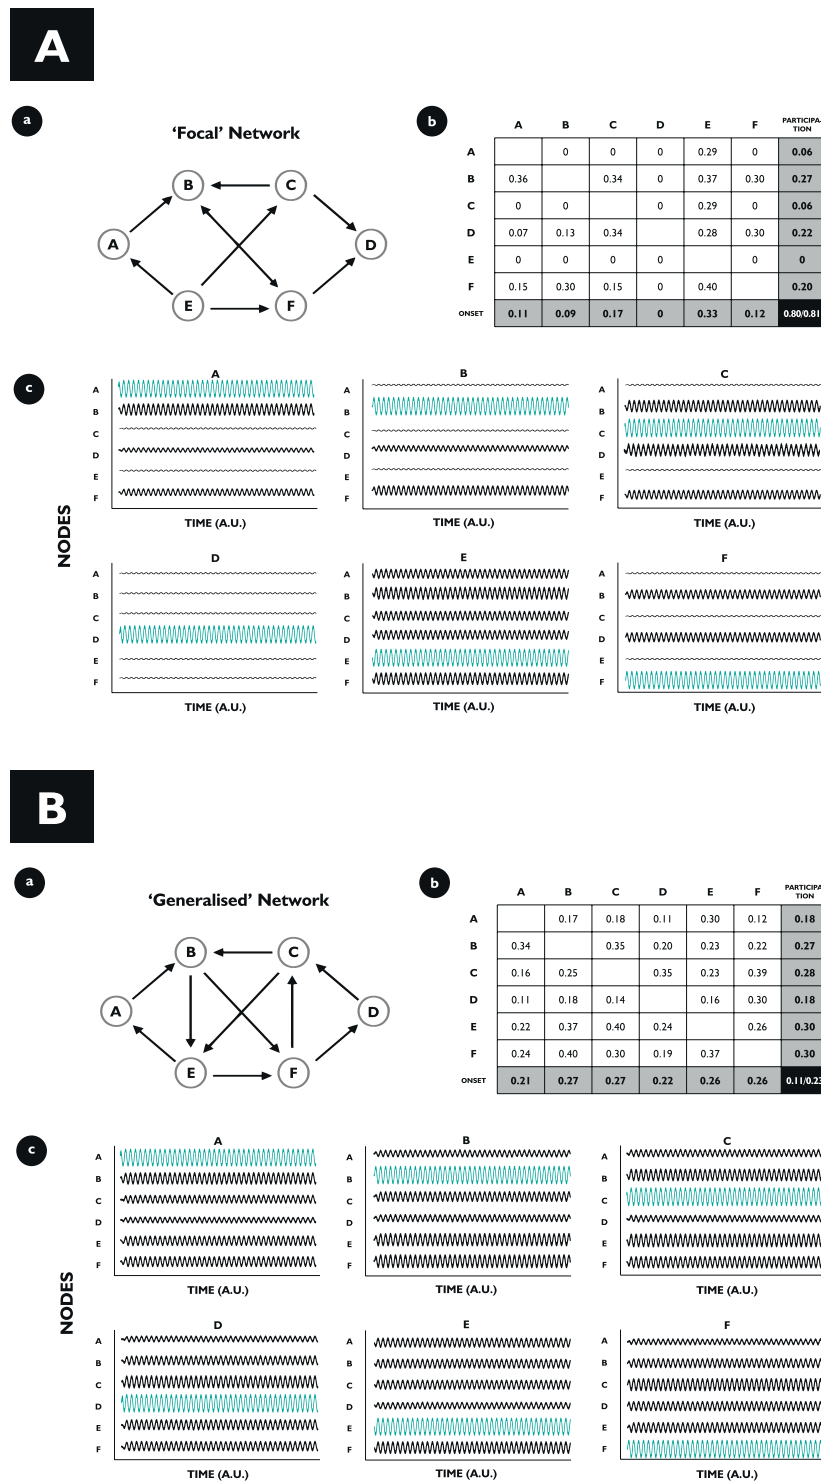 A
a
'Focal' Network
B C
A D
E F
b
A B C D E F PARTICIPA-
TION
A 0 0 0 0.29 0 0.06
B 0.36 0.34 0 0.37 0.30 0.27
C 0 0 0 0.29 0 0.06
D 0.07 0.13 0.34 0.28 0.30 0.22
E 0 0 0 0 0 0
F 0.15 0.30 0.15 0 0.40 0.20
ONSET 0.11 0.09 0.17 0 0.33 0.12 0.80/0.81
c
NODES
A
A
B
C
D
E
F
TIME (A.U.)
B
A
B
C
D
E
F
TIME (A.U.)
C
A
B
C
D
E
F
TIME (A.U.)
D
A
B
C
D
E
F
TIME (A.U.)
E
A
B
C
D
E
F
TIME (A.U.)
F
A
B
C
D
E
F
TIME (A.U.)
B
a
'Generalised' Network
B C
A D
E F
b
A B C D E F PARTICIPA-
TION
A 0.17 0.18 0.11 0.30 0.12 0.18
B 0.34 0.35 0.20 0.23 0.22 0.27
C 0.16 0.25 0.35 0.23 0.39 0.28
D 0.11 0.18 0.14 0.16 0.30 0.18
E 0.22 0.37 0.40 0.24 0.26 0.30
F 0.24 0.40 0.30 0.19 0.37 0.30
ONSET 0.21 0.27 0.27 0.22 0.26 0.26 0.11/0.23
c
NODES
A
A
B
C
D
E
F
TIME (A.U.)
B
A
B
C
D
E
F
TIME (A.U.)
C
A
B
C
D
E
F
TIME (A.U.)
D
A
B
C
D
E
F
TIME (A.U.)
E
A
B
C
D
E
F
TIME (A.U.)
F
A
B
C
D
E
F
TIME (A.U.)